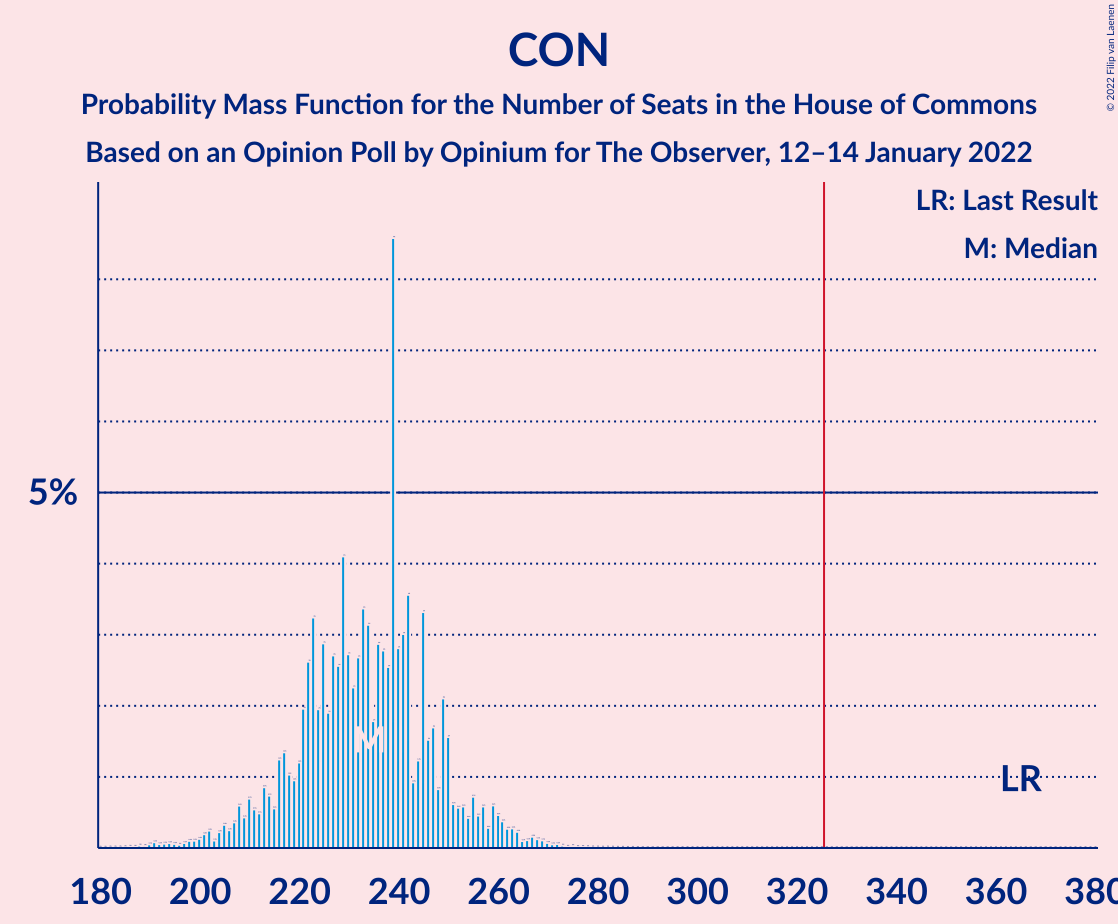 CON
Probability Mass Function for the Number of Seats in the House of Commons
Based on an Opinion Poll by Opinium for The Observer, 12–14 January 2022
© 2022 Filip van Laenen
LR: Last Result
M: Median
5%
M
LR
180 200 220 240 260 280 300 320 340 360 380